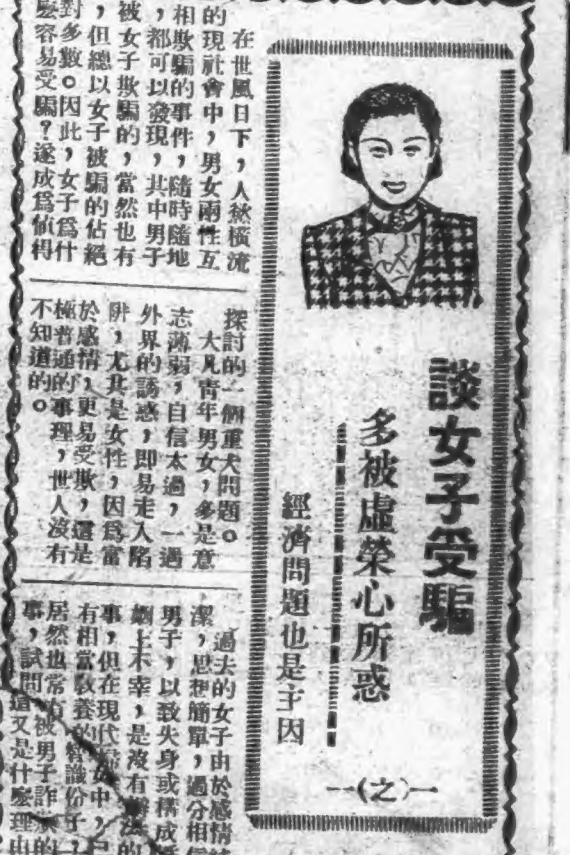 談女子受騙
多被虛榮心所惑
經濟問題也是主因
—(之)—
在世風日下，人慾橫流
的現社會中，男女兩性互
相欺騙的事件，隨時隨地
，都可以發現，其中男子
被女子欺騙的，當然也有
，但總以女子被騙的佔絕
對多數。因此，女子爲什
麼容易受騙？遂成爲值得
探討的一個重大問題。
大凡青年男女，多是意
志薄弱，自信太過，一遇
外界的誘惑，即易走入陷
阱，尤其是女性，因爲富
於感情，更易受欺，這是
極普通的事理，世人沒有
不知道的。
過去的女子由於感情
潔，思想簡單，過分相信
男子，以致失身或構成
劇上不幸，是沒有辦法的
事，但在現代婦女中，已
有相當教養的智識份子，
居然也常有被男子詐欺的
事，試問這又是什麼理由